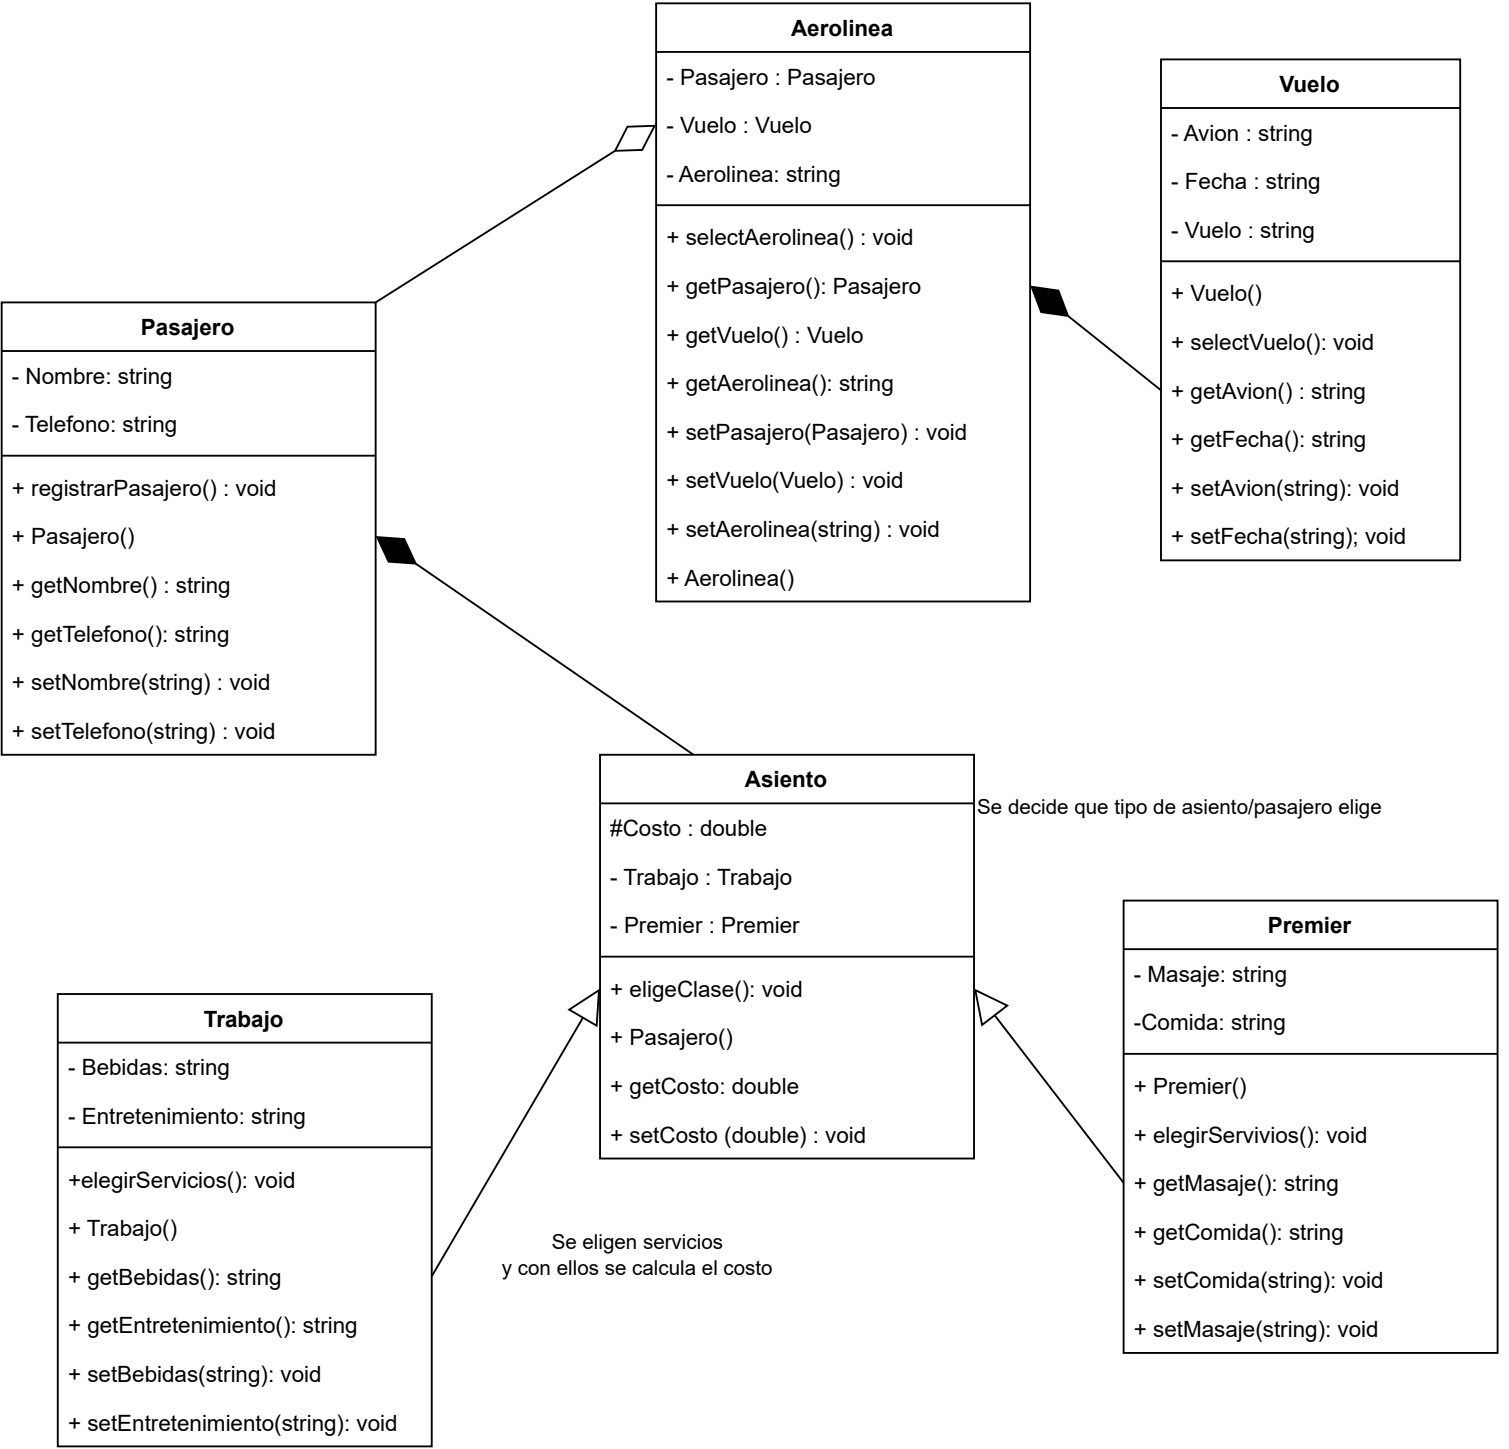 Aerolinea
- Pasajero : Pasajero
- Vuelo : Vuelo
- Aerolinea: string
+ selectAerolinea() : void
+ getPasajero(): Pasajero
+ getVuelo() : Vuelo
+ getAerolinea(): string
+ setPasajero(Pasajero) : void
+ setVuelo(Vuelo) : void
+ setAerolinea(string) : void
+ Aerolinea()
Vuelo
- Avion : string
- Fecha : string
- Vuelo : string
+ Vuelo()
+ selectVuelo(): void
+ getAvion() : string
+ getFecha(): string
+ setAvion(string): void
+ setFecha(string); void
Pasajero
- Nombre: string
- Telefono: string
+ registrarPasajero() : void
+ Pasajero()
+ getNombre() : string
+ getTelefono(): string
+ setNombre(string) : void
+ setTelefono(string) : void
Asiento
#Costo : double
- Trabajo : Trabajo
- Premier : Premier
+ eligeClase(): void
+ Pasajero()
+ getCosto: double
+ setCosto (double) : void
Se decide que tipo de asiento/pasajero elige
Premier
- Masaje: string
-Comida: string
+ Premier()
+ elegirServivios(): void
+ getMasaje(): string
+ getComida(): string
+ setComida(string): void
+ setMasaje(string): void
Trabajo
- Bebidas: string
- Entretenimiento: string
+elegirServicios(): void
+ Trabajo()
+ getBebidas(): string
+ getEntretenimiento(): string
+ setBebidas(string): void
+ setEntretenimiento(string): void
Se eligen servicios
y con ellos se calcula el costo